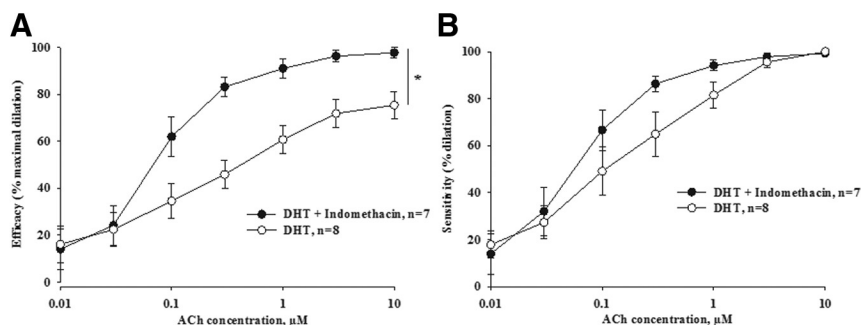 A
Efficacy (% maximal dilation)
100
80
60
40
20
0
*
DHT + Indomethacin, n=7
DHT, n=8
0.01
0.1
1
10
ACh concentration, µM
B
Sensitivity (% dilation)
100
80
60
40
20
0
DHT + Indomethacin, n=7
DHT, n=8
0.01
0.1
1
10
ACh concentration, µM